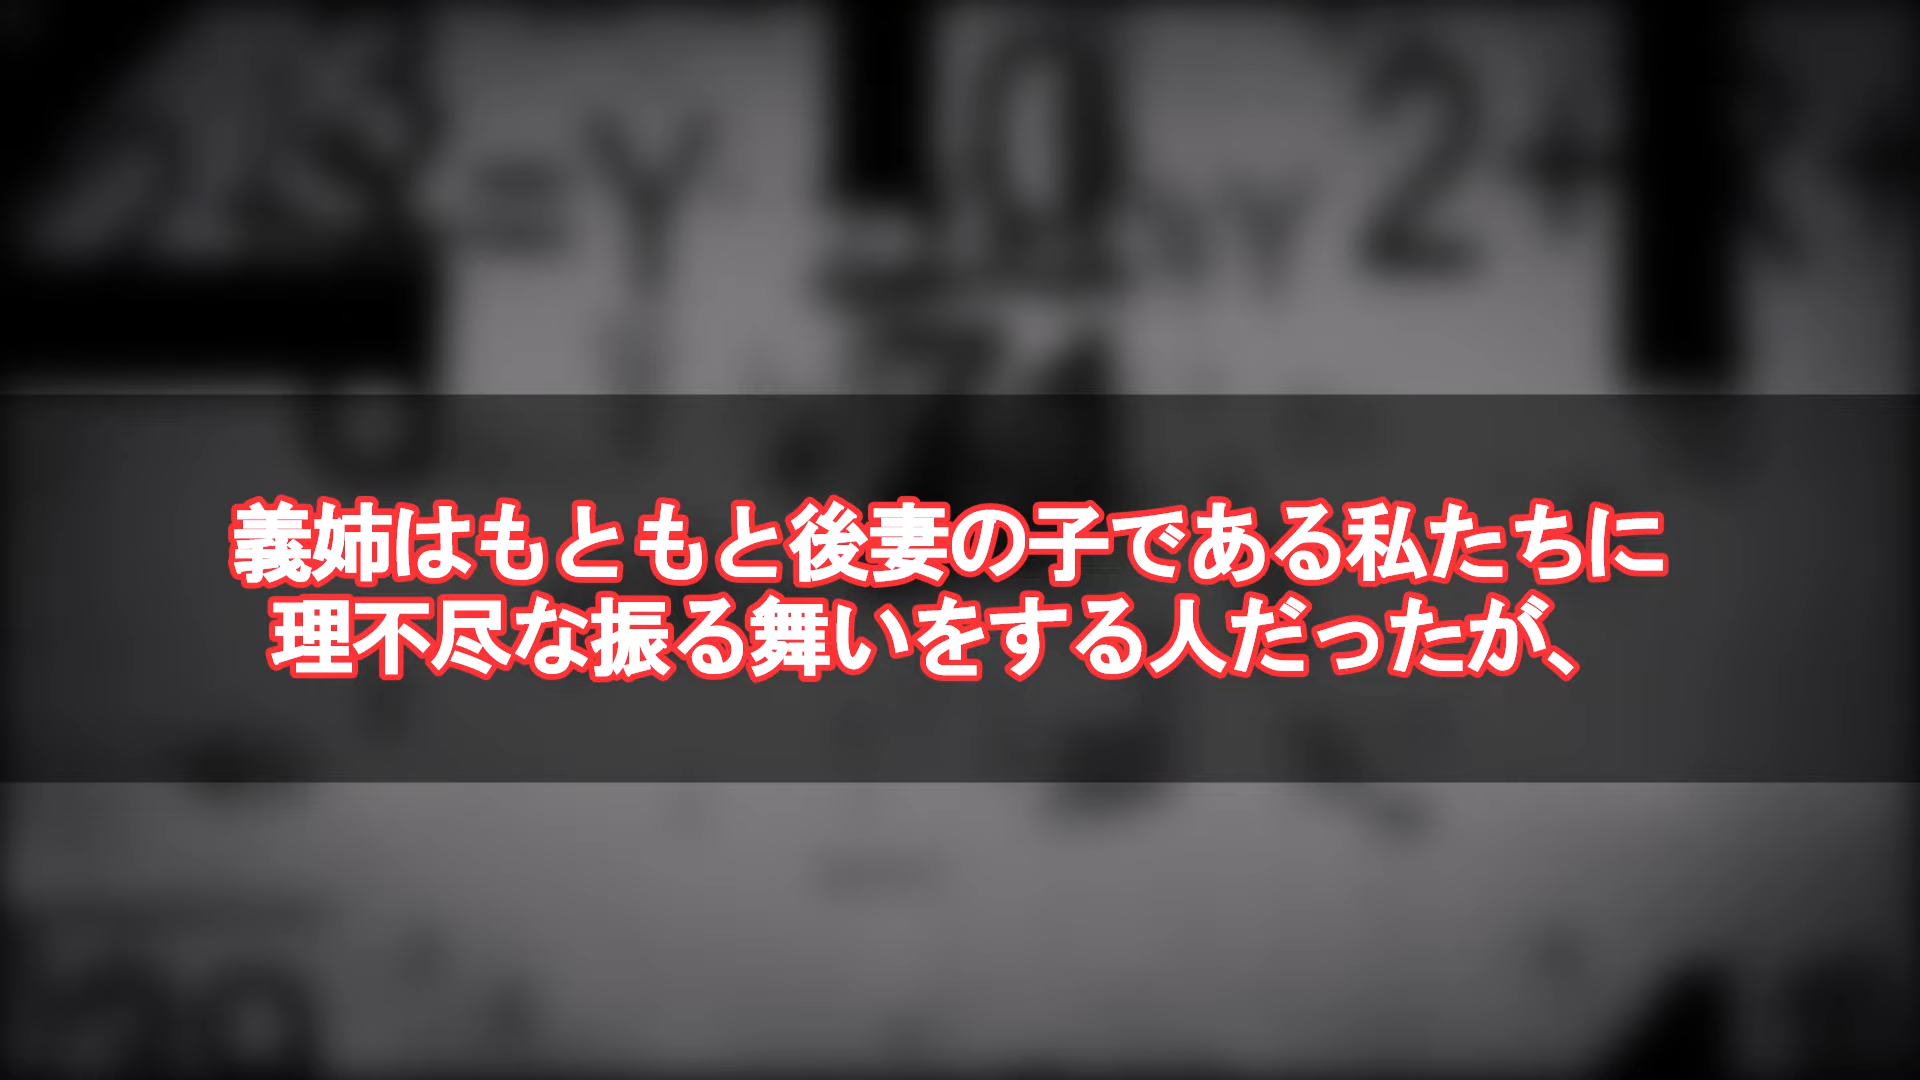 義姉はもともと後妻の子である私たちに
理不尽な振る舞いをする人だったが、